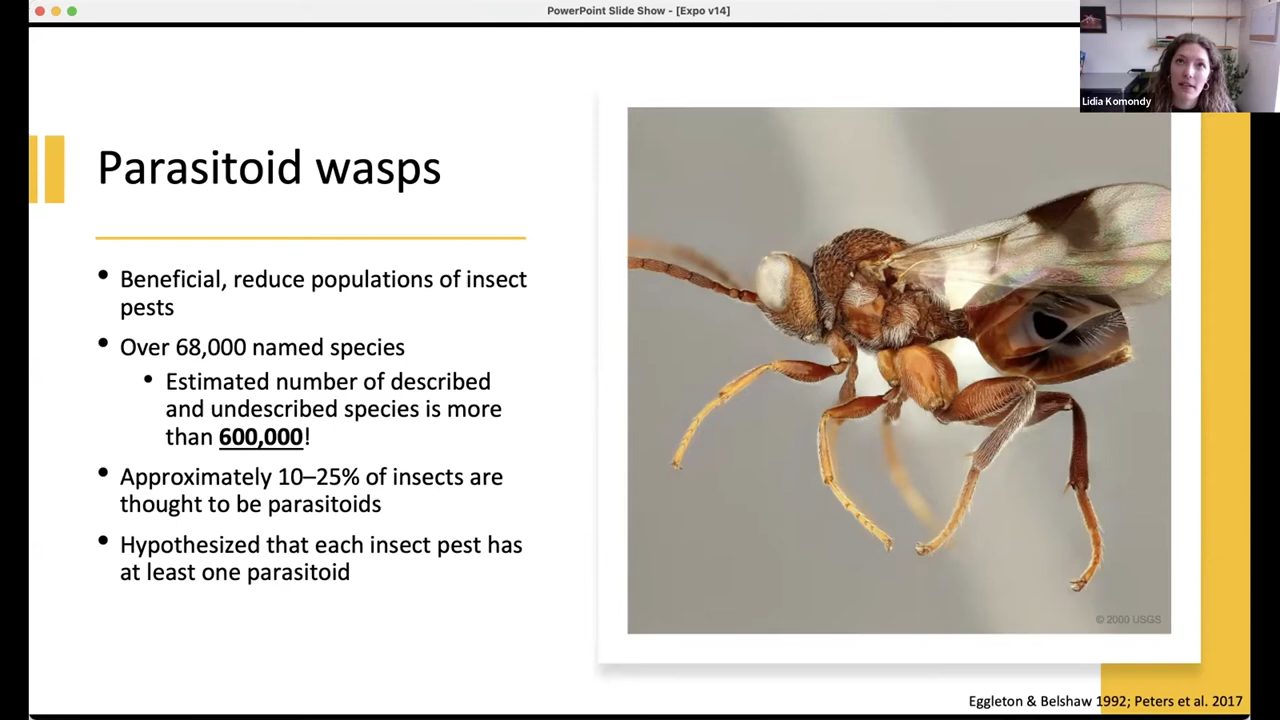 PowerPoint Slide Show - [Expo v14]
Lidia Komondy
Parasitoid wasps
• Beneficial, reduce populations of insect
pests
• Over 68,000 named species
• Estimated number of described
and undescribed species is more
than 600,000!
• Approximately 10–25% of insects are
thought to be parasitoids
• Hypothesized that each insect pest has
at least one parasitoid
© 2000 USGS
Eggleton & Belshaw 1992; Peters et al. 2017